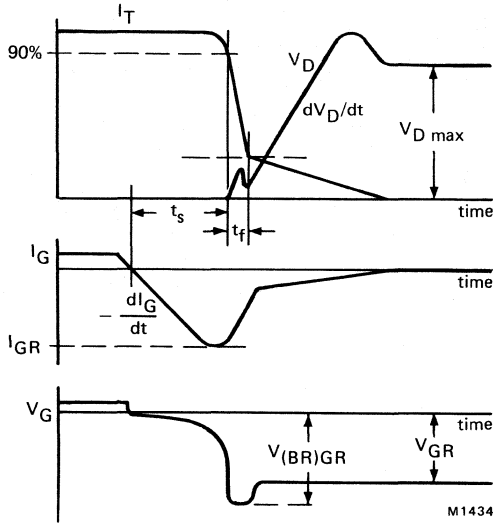 I_T
90%
V_D
dV_D/dt
V_D max
time
t_s
t_f
I_G
time
- dI_G
dt
I_GR
V_G
time
V_(BR)GR
V_GR
M1434